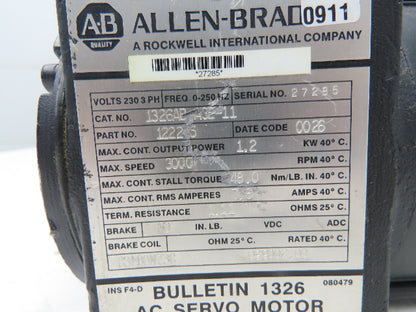 AB QUALITY
ALLEN-BRAD 0911
A ROCKWELL INTERNATIONAL COMPANY
*27285*
VOLTS 230 3 PH FREQ. 0-250 HZ SERIAL NO. 27285
CAT. NO. 11
PART NO. DATE CODE 0026
MAX. CONT. OUTPUT POWER 1.2 KW 40° C.
MAX. SPEED 3000 RPM 40° C.
MAX. CONT. STALL TORQUE 48.0 Nm/LB. IN. 40° C.
MAX. CONT. RMS AMPERES AMPS 40° C.
TERM. RESISTANCE OHMS 25° C.
BRAKE IN. LB. VDC ADC
BRAKE COIL OHM 25° C. RATED 40° C.
INS F4-D BULLETIN 1326 080479
AC SERVO MOTOR